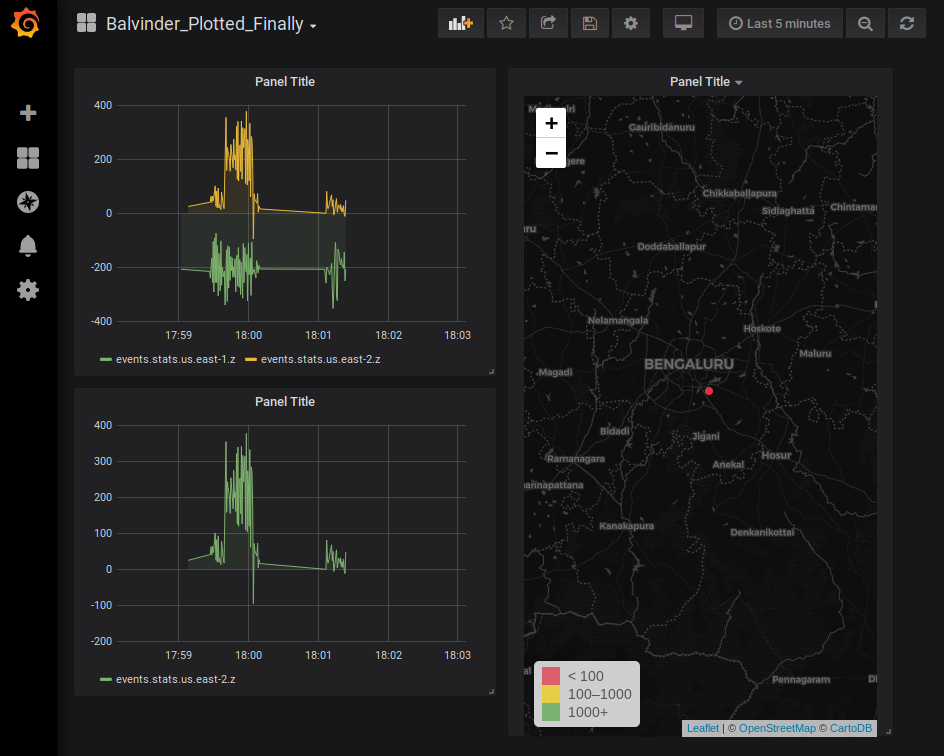 Balvinder_Plotted_Finally
Last 5 minutes
Panel Title
400
200
0
-200
-400
17:59 18:00 18:01 18:02 18:03
events.stats.us.east-1.z events.stats.us.east-2.z
Panel Title
400
300
200
100
0
-100
-200
17:59 18:00 18:01 18:02 18:03
events.stats.us.east-2.z
Panel Title
+
−
Gauribidanuru
gere
Chikkaballapura
Sidlaghatta
Chintama
uru
Doddaballapur
Nelamangala
Hoskote
Maluru
BENGALURU
Magadi
Bidadi
Jigani
Ramanagara
Anekal
Hosur
annapattana
Kanakapura
Denkanikottai
Pennagaram
< 100
100–1000
1000+
Leaflet | © OpenStreetMap © CartoDB